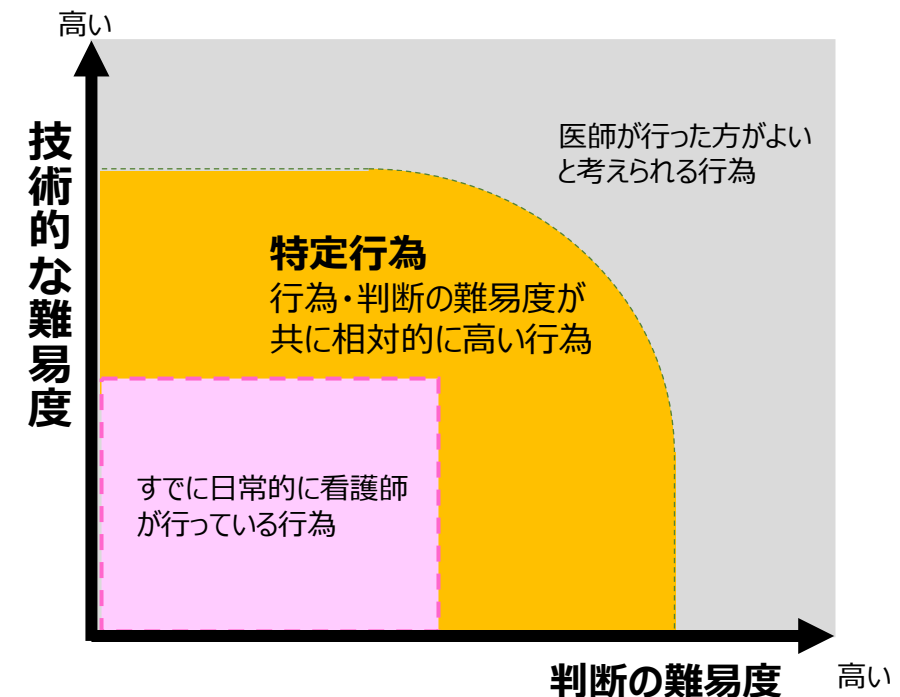 高い
技術的な難易度
医師が行った方がよい
と考えられる行為
特定行為
行為・判断の難易度が
共に相対的に高い行為
すでに日常的に看護師
が行っている行為
判断の難易度
高い